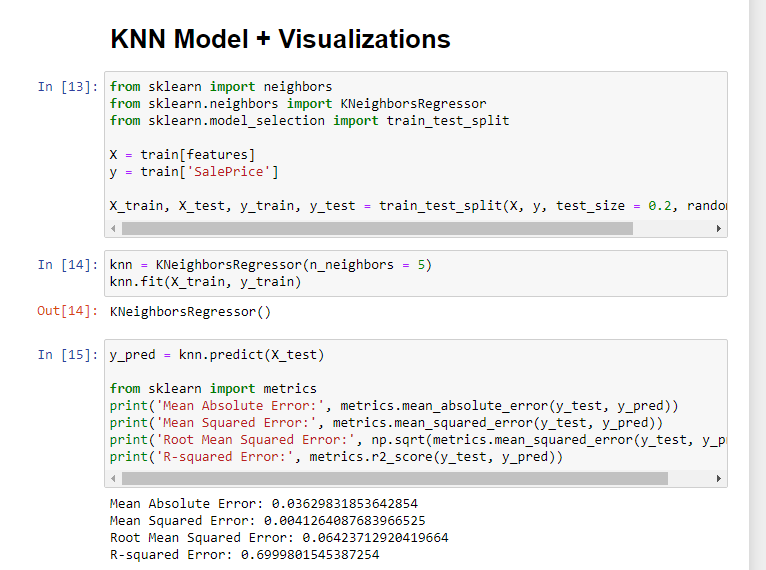 KNN Model + Visualizations
In [13]:
from sklearn import neighbors
from sklearn.neighbors import KNeighborsRegressor
from sklearn.model_selection import train_test_split
X = train[features]
y = train['SalePrice']
X_train, X_test, y_train, y_test = train_test_split(X, y, test_size = 0.2,
In [14]:
knn = KNeighborsRegressor(n_neighbors = 5)
knn.fit(X_train, y_train)
Out[14]:
KNeighborsRegressor()
In [15]:
y_pred = knn.predict(X_test)
from sklearn import metrics
print('Mean Absolute Error:', metrics.mean_absolute_error(y_test, y_pred))
print('Mean Squared Error:', metrics.mean_squared_error(y_test, y_pred))
print('Root Mean Squared Error:', np.sqrt(metrics.mean_squared_error(y_test,
print('R-squared Error:', metrics.r2_score(y_test, y_pred))
Mean Absolute Error: 0.03629831853642854
Mean Squared Error: 0.0041264087683966525
Root Mean Squared Error: 0.06423712920419664
R-squared Error: 0.6999801545387254